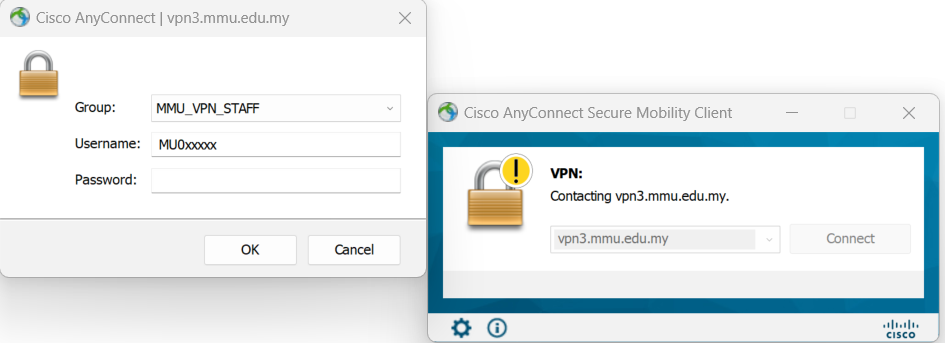 Cisco AnyConnect | vpn3.mmu.edu.my
Group:
MMU_VPN_STAFF
Username:
MU0xxxxx
Password:
OK
Cancel
Cisco AnyConnect Secure Mobility Client
VPN:
Contacting vpn3.mmu.edu.my.
vpn3.mmu.edu.my
Connect
CISCO